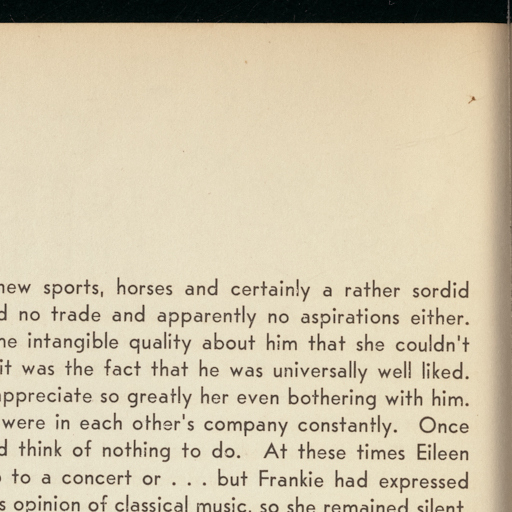 new sports, horses and certainly a rather sordid
no trade and apparently no aspirations either.
intangible quality about him that she couldn't
it was the fact that he was universally well liked.
appreciate so greatly her even bothering with him.
were in each other's company constantly. Once
think of nothing to do. At these times Eileen
to a concert or . . . but Frankie had expressed
opinion of classical music, so she remained silent.